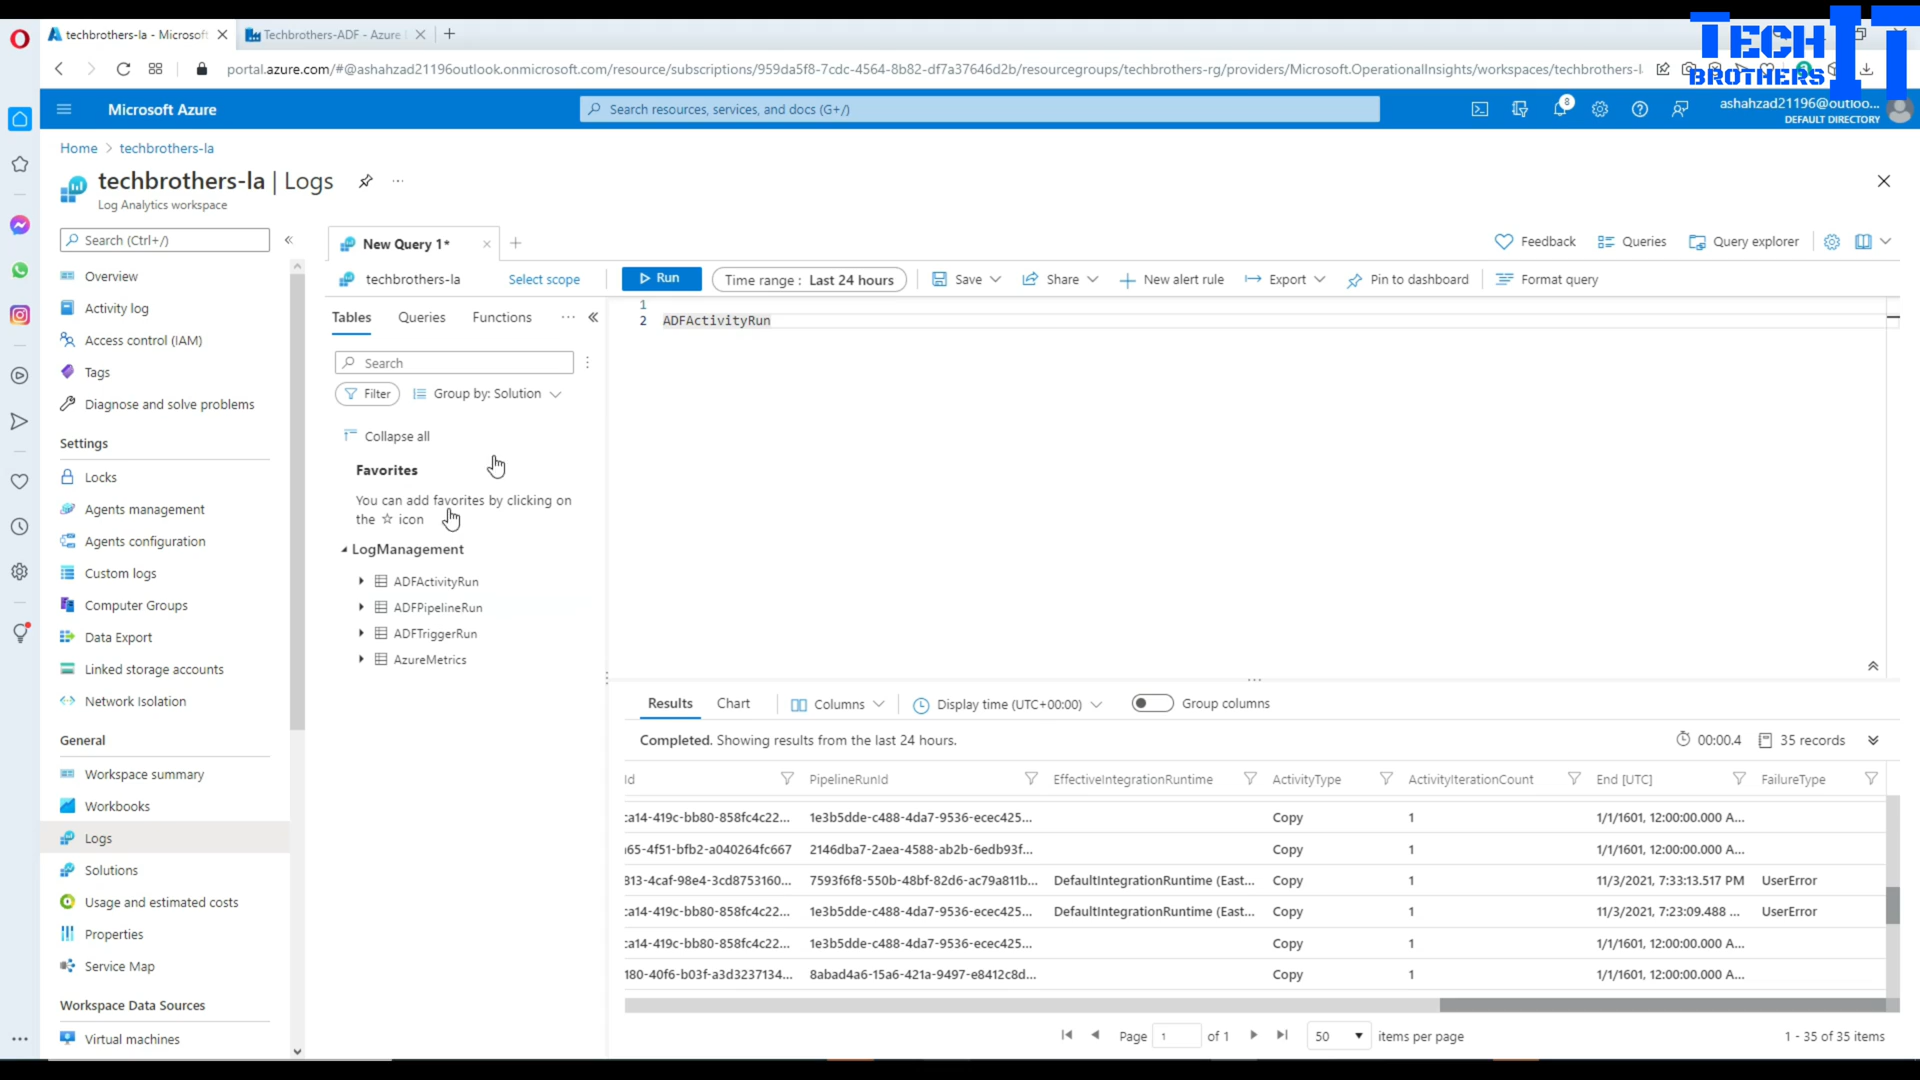 techbrothers-la - Microsoft
Techbrothers-ADF - Azure
TECH IT
BROTHERS
portal.azure.com/#@ashahzad21196outlook.onmicrosoft.com/resource/subscriptions/959da5f8-7cdc-4564-8b82-df7a37646d2b/resourcegroups/techbrothers-rg/providers/Microsoft.OperationalInsights/workspaces/techbrothers-l
Microsoft Azure
Search resources, services, and docs (G+/)
8
ashahzad21196@outloo...
DEFAULT DIRECTORY
Home > techbrothers-la
techbrothers-la | Logs
Log Analytics workspace
Search (Ctrl+/)
Overview
Activity log
Access control (IAM)
Tags
Diagnose and solve problems
Settings
Locks
Agents management
Agents configuration
Custom logs
Computer Groups
Data Export
Linked storage accounts
Network Isolation
General
Workspace summary
Workbooks
Logs
Solutions
Usage and estimated costs
Properties
Service Map
Workspace Data Sources
Virtual machines
New Query 1*
Feedback Queries Query explorer
techbrothers-la Select scope Run Time range : Last 24 hours Save Share New alert rule Export Pin to dashboard Format query
Tables Queries Functions
Search
Filter Group by: Solution
Collapse all
Favorites
You can add favorites by clicking on
the ☆ icon
LogManagement
ADFActivityRun
ADFPipelineRun
ADFTriggerRun
AzureMetrics
1
2 ADFActivityRun
Results Chart Columns Display time (UTC+00:00) Group columns
Completed. Showing results from the last 24 hours. 00:00.4 35 records
Id PipelineRunId EffectiveIntegrationRuntime ActivityType ActivityIterationCount End [UTC] FailureType
:a14-419c-bb80-858fc4c22... 1e3b5dde-c488-4da7-9536-ecec425... Copy 1 1/1/1601, 12:00:00.000 A...
65-4f51-bfb2-a040264fc667 2146dba7-2aea-4588-ab2b-6edb93f... Copy 1 1/1/1601, 12:00:00.000 A...
813-4caf-98e4-3cd8753160... 7593f6f8-550b-48bf-82d6-ac79a811b... DefaultIntegrationRuntime (East... Copy 1 11/3/2021, 7:33:13.517 PM UserError
:a14-419c-bb80-858fc4c22... 1e3b5dde-c488-4da7-9536-ecec425... DefaultIntegrationRuntime (East... Copy 1 11/3/2021, 7:23:09.488 ... UserError
:a14-419c-bb80-858fc4c22... 1e3b5dde-c488-4da7-9536-ecec425... Copy 1 1/1/1601, 12:00:00.000 A...
180-40f6-b03f-a3d3237134... 8abad4a6-15a6-421a-9497-e8412c8d... Copy 1 1/1/1601, 12:00:00.000 A...
Page 1 of 1 50 items per page 1 - 35 of 35 items